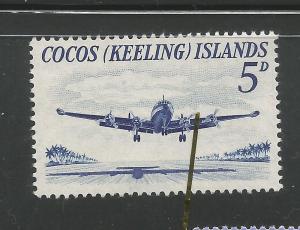 COCOS (KEELING) ISLANDS
5D